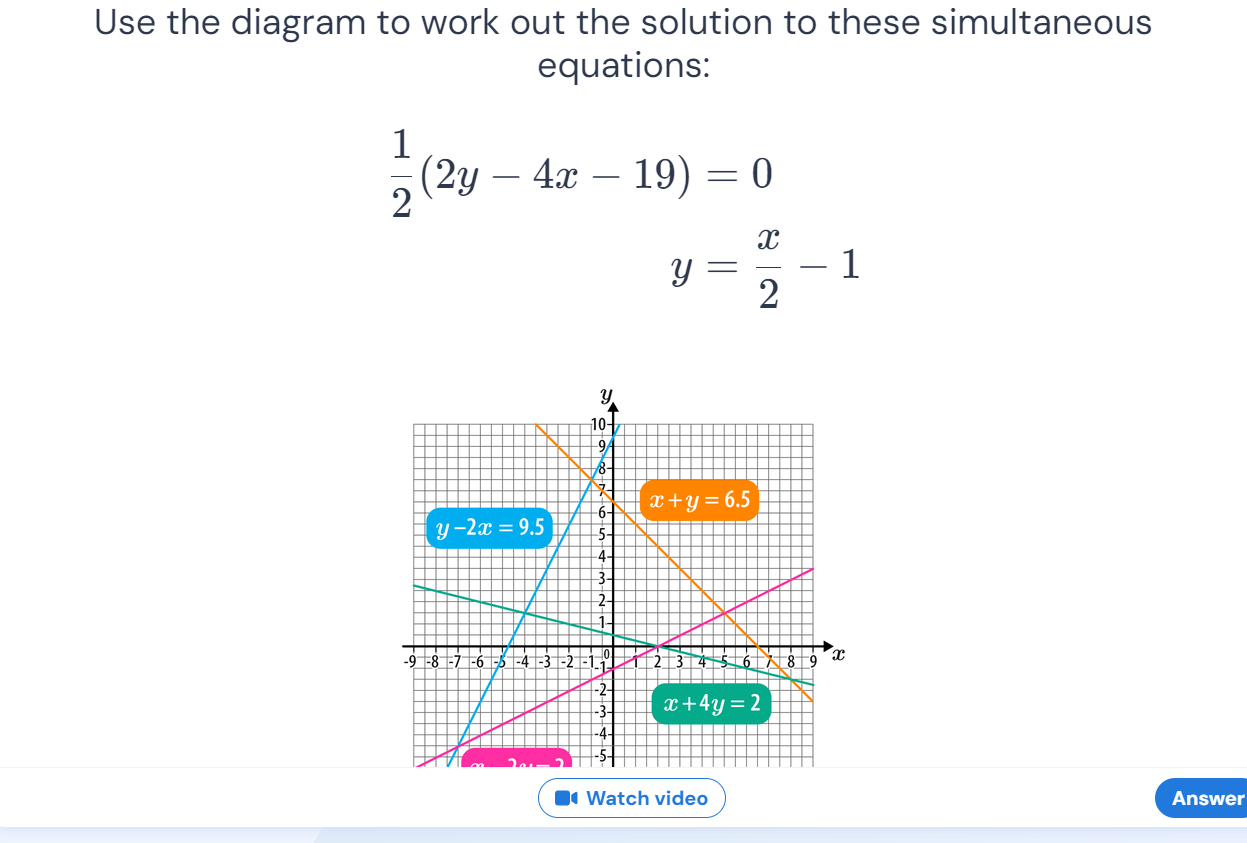 Use the diagram to work out the solution to these simultaneous
equations:
1/2 (2y − 4x − 19) = 0
y = x/2 − 1
y
10
9
8
7
x + y = 6.5
6
y − 2x = 9.5
5
4
3
2
1
-9 -8 -7 -6 -5 -4 -3 -2 -1 0 1 2 3 4 5 6 7 8 9 x
-1
-2
x + 4y = 2
-3
-4
-5
x − 2y = 2
Watch video
Answer